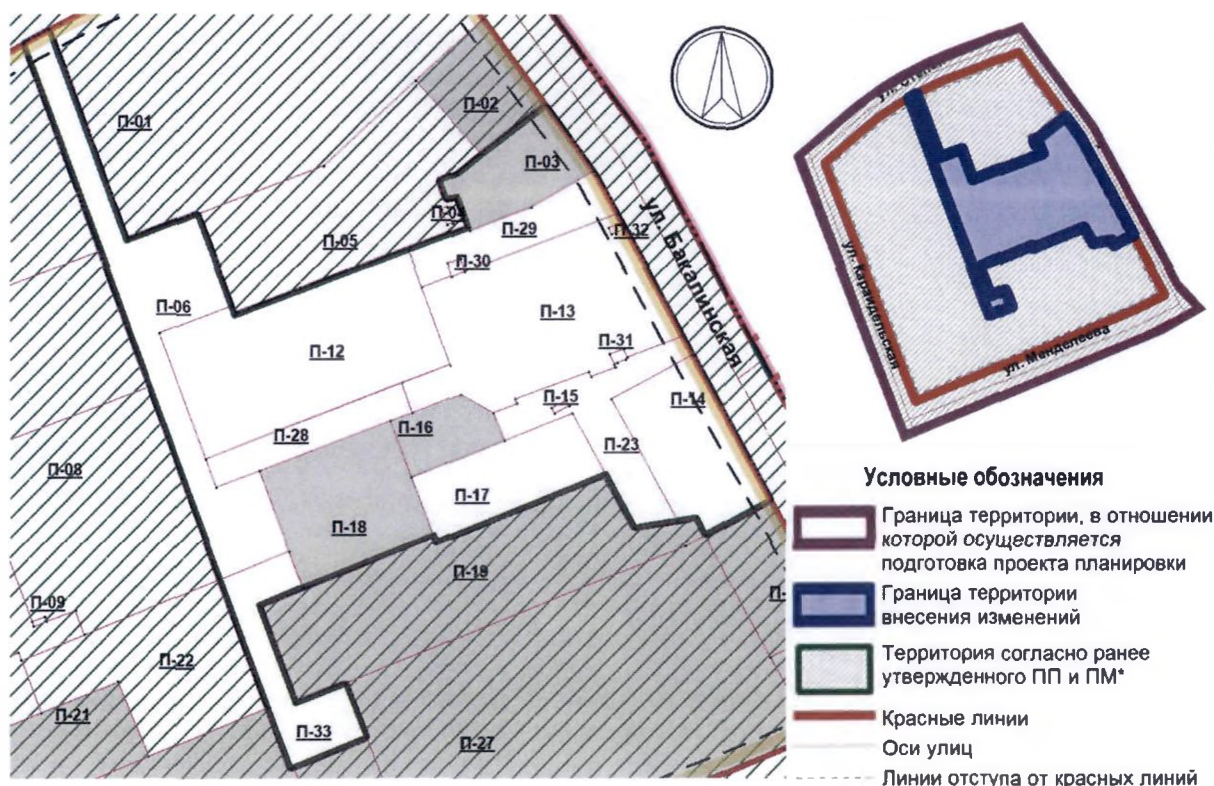 П-01
П-02
П-03
П-04
П-05
П-29
П-32
П-30
П-06
П-13
П-12
П-31
ул. Бакалинская
П-15
П-14
П-28
П-16
П-23
П-08
П-17
П-18
П-19
П-09
П-22
П-21
П-33
П-27
ул. Караидельская
ул. Менделеева
Условные обозначения
Граница территории, в отношении
которой осуществляется
подготовка проекта планировки
Граница территории
внесения изменений
Территория согласно ранее
утвержденного ПП и ПМ*
Красные линии
Оси улиц
Линии отступа от красных линий